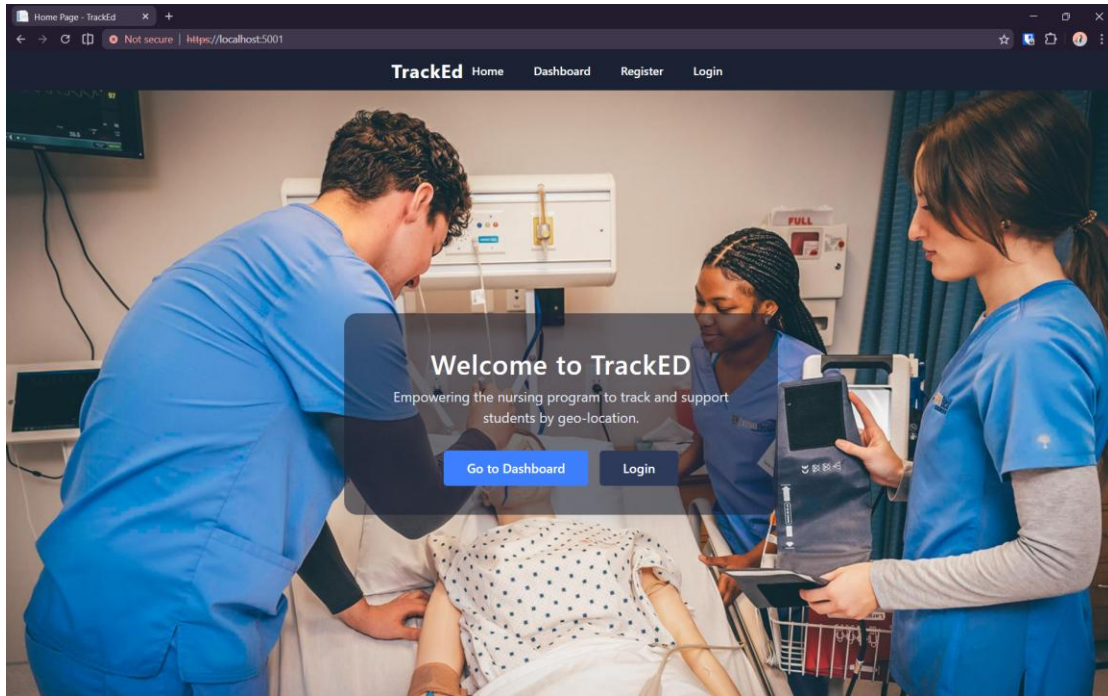 Home Page - TrackEd
Not secure https://localhost:5001
TrackEd Home Dashboard Register Login
97
FULL
Welcome to TrackED
Empowering the nursing program to track and support
students by geo-location.
Go to Dashboard Login